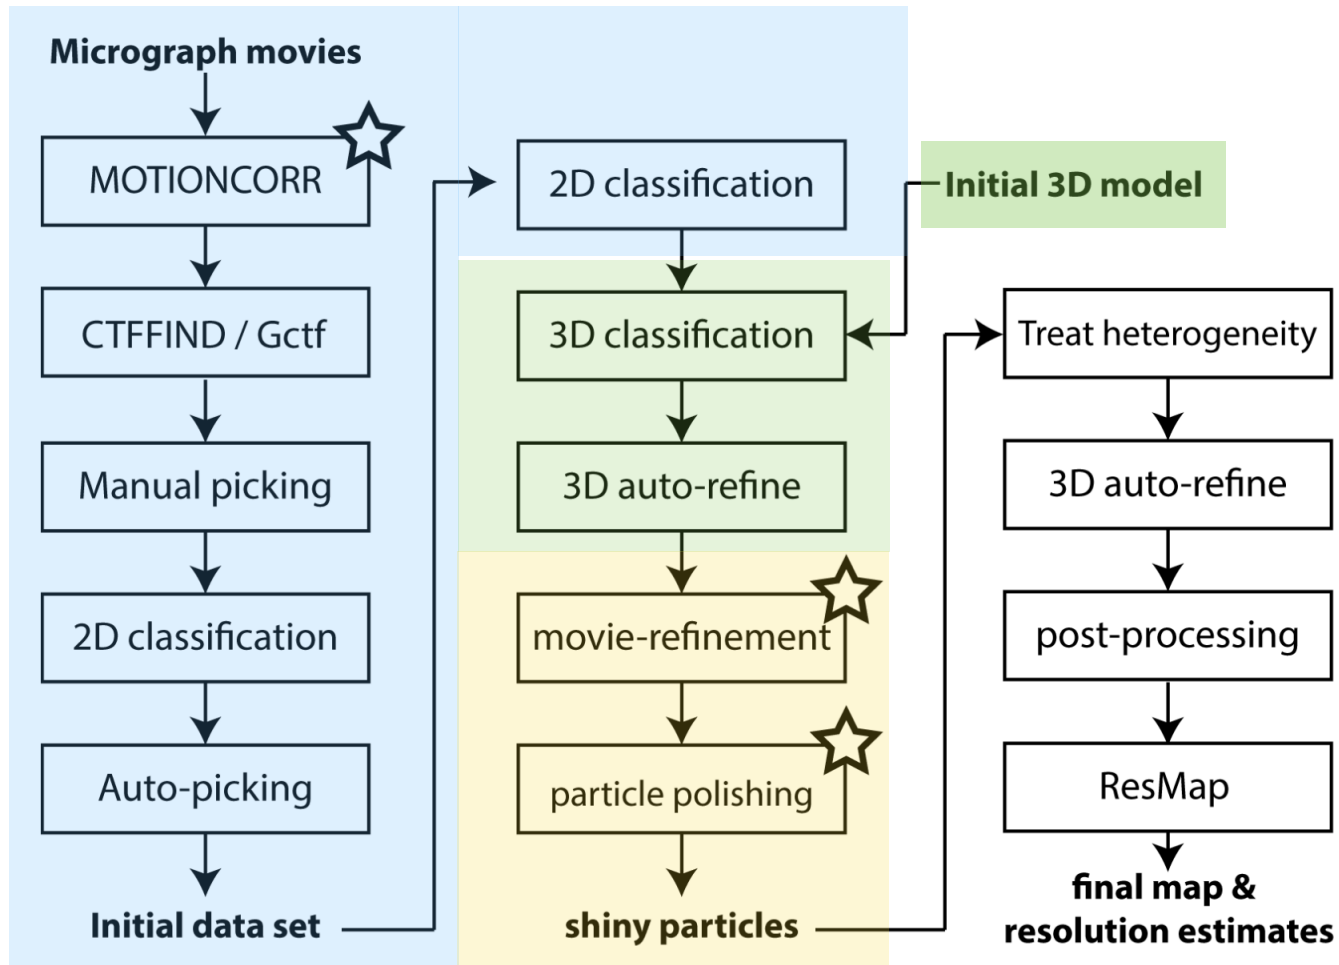 Micrograph movies
MOTIONCORR
CTFFIND / Gctf
Manual picking
2D classification
Auto-picking
Initial data set
2D classification
Initial 3D model
3D classification
3D auto-refine
movie-refinement
particle polishing
shiny particles
Treat heterogeneity
3D auto-refine
post-processing
ResMap
final map &
resolution estimates